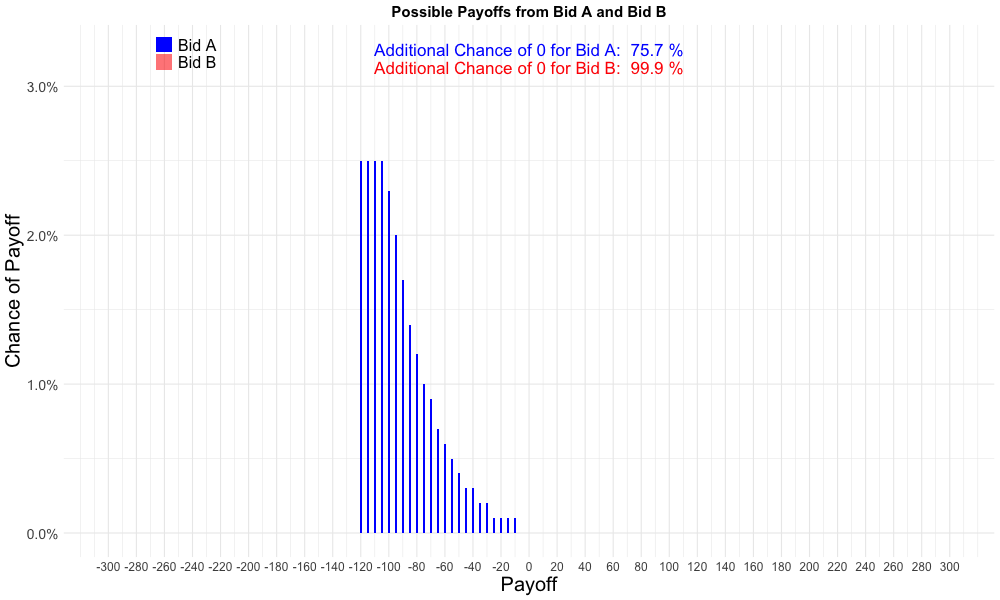 Possible Payoffs from Bid A and Bid B
Bid A
Bid B
Additional Chance of 0 for Bid A: 75.7 %
Additional Chance of 0 for Bid B: 99.9 %
Chance of Payoff
3.0%
2.0%
1.0%
0.0%
-300 -280 -260 -240 -220 -200 -180 -160 -140 -120 -100 -80 -60 -40 -20 0 20 40 60 80 100 120 140 160 180 200 220 240 260 280 300
Payoff